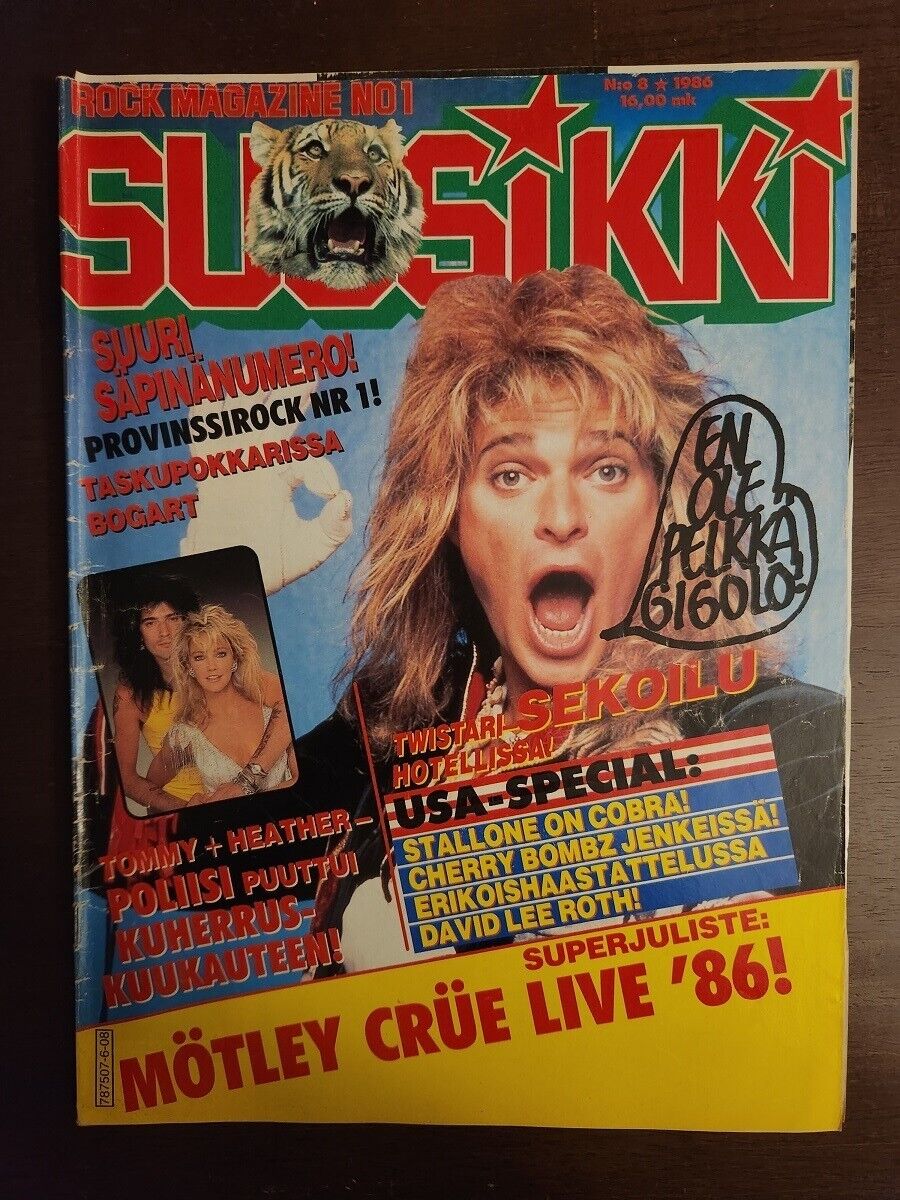 ROCK MAGAZINE NO 1
N:o 8 ★ 1986
16,00 mk
SUOSIKKI
SUURI
SÄPINÄNUMERO!
PROVINSSIROCK NR 1!
TASKUPOKKARISSA
BOGART
EN
OLE
PELKKÄ
GIGOLO!
TWISTARI-SEKOILU
HOTELLISSA!
USA-SPECIAL:
STALLONE ON COBRA!
CHERRY BOMBZ JENKEISSÄ!
ERIKOISHAASTATTELUSSA
DAVID LEE ROTH!
TOMMY + HEATHER –
POLIISI PUUTTUI
KUHERRUS-
KUUKAUTEEN!
SUPERJULISTE:
MÖTLEY CRÜE LIVE '86!
787507-6-08